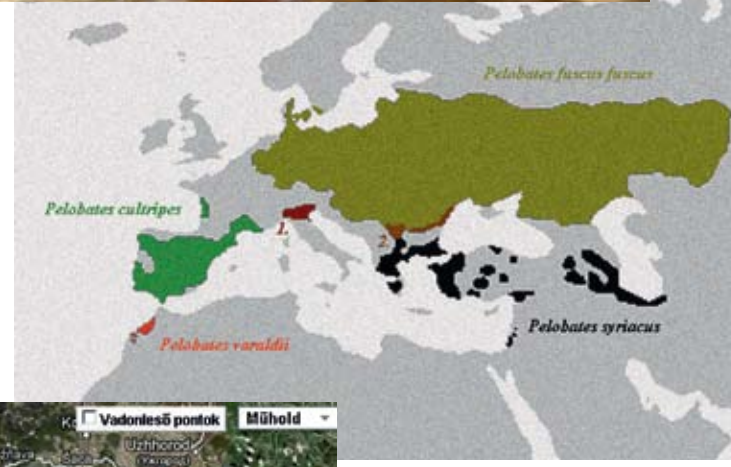 Pelobates fuscus fuscus
Pelobates cultripes
1.
2.
Pelobates syriacus
Pelobates varaldii
Vadonleső pontok
Műhold
Uzhhorod